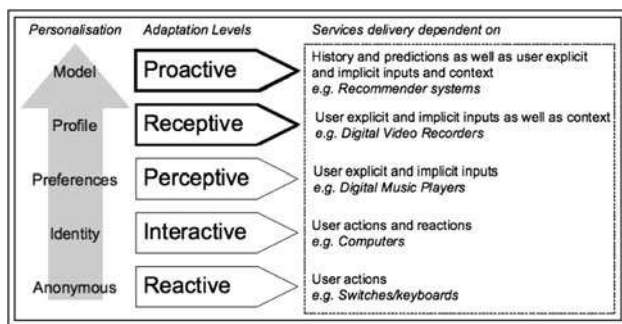 Personalisation Adaptation Levels Services delivery dependent on
Model Proactive History and predictions as well as user explicit
and implicit inputs and context
e.g. Recommender systems
Profile Receptive User explicit and implicit inputs as well as context
e.g. Digital Video Recorders
Preferences Perceptive User explicit and implicit inputs
e.g. Digital Music Players
Identity Interactive User actions and reactions
e.g. Computers
Anonymous Reactive User actions
e.g. Switches/keyboards